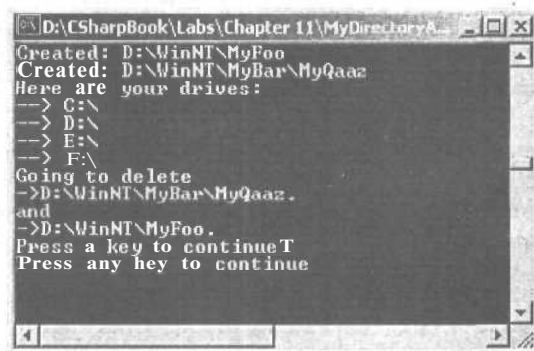 D:\CSharpBook\Labs\Chapter 11\MyDirectoryA...
Created: D:\WinNT\MyFoo
Created: D:\WinNT\MyBar\MyQaaz
Here are your drives:
--> C:\
--> D:\
--> E:\
--> F:\
Going to delete
->D:\WinNT\MyBar\MyQaaz.
and
->D:\WinNT\MyFoo.
Press a key to continueT
Press any hey to continue